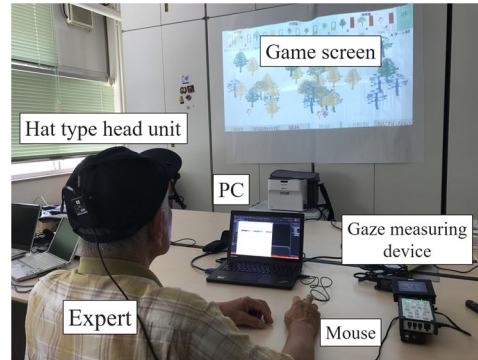 Game screen
Hat type head unit
PC
Gaze measuring
device
Expert
Mouse